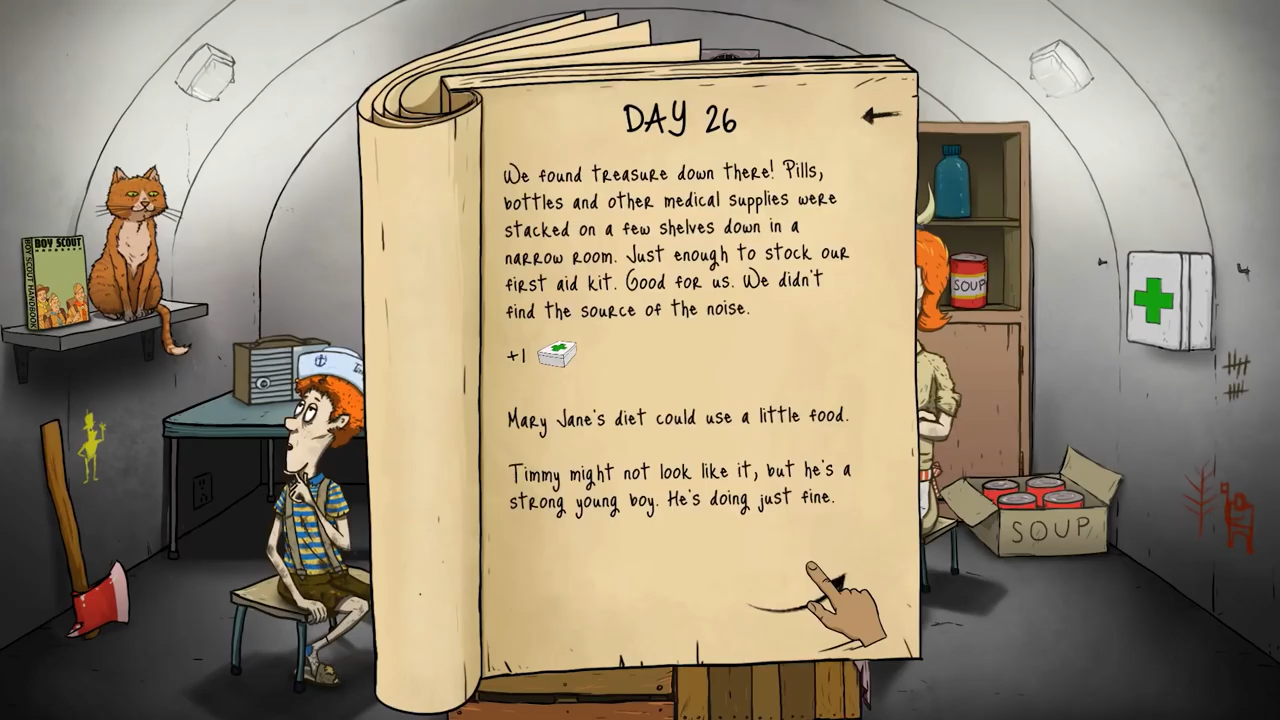 DAY 26
We found treasure down there! Pills,
bottles and other medical supplies were
stacked on a few shelves down in a
narrow room. Just enough to stock our
first aid kit. Good for us. We didn't
find the source of the noise.
+1
Mary Jane's diet could use a little food.
Timmy might not look like it, but he's a
strong young boy. He's doing just fine.
BOY SCOUT
BOY SCOUT HANDBOOK
SOUP
SOUP